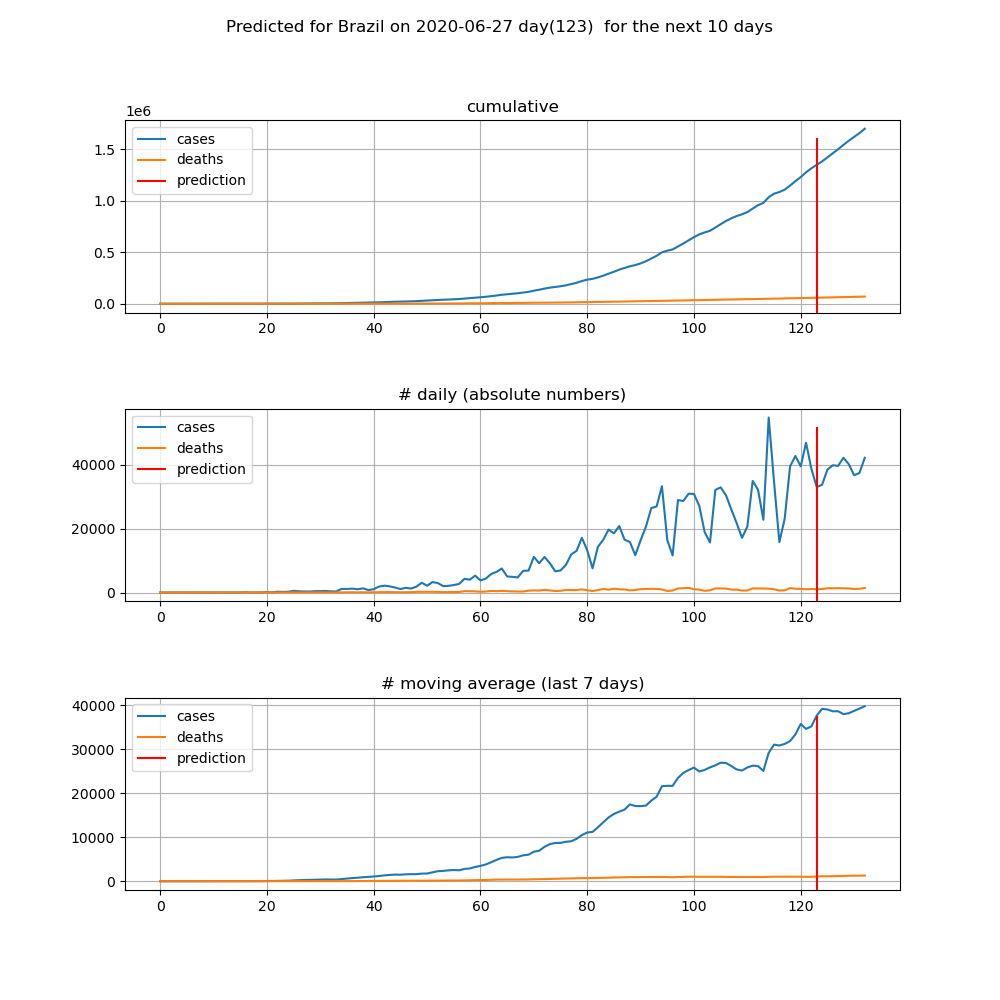 Predicted for Brazil on 2020-06-27 day(123)  for the next 10 days
cumulative
1e6
cases
deaths
prediction
1.5
1.0
0.5
0.0
0 20 40 60 80 100 120
# daily (absolute numbers)
cases
deaths
prediction
40000
20000
0
0 20 40 60 80 100 120
# moving average (last 7 days)
cases
deaths
prediction
40000
30000
20000
10000
0
0 20 40 60 80 100 120